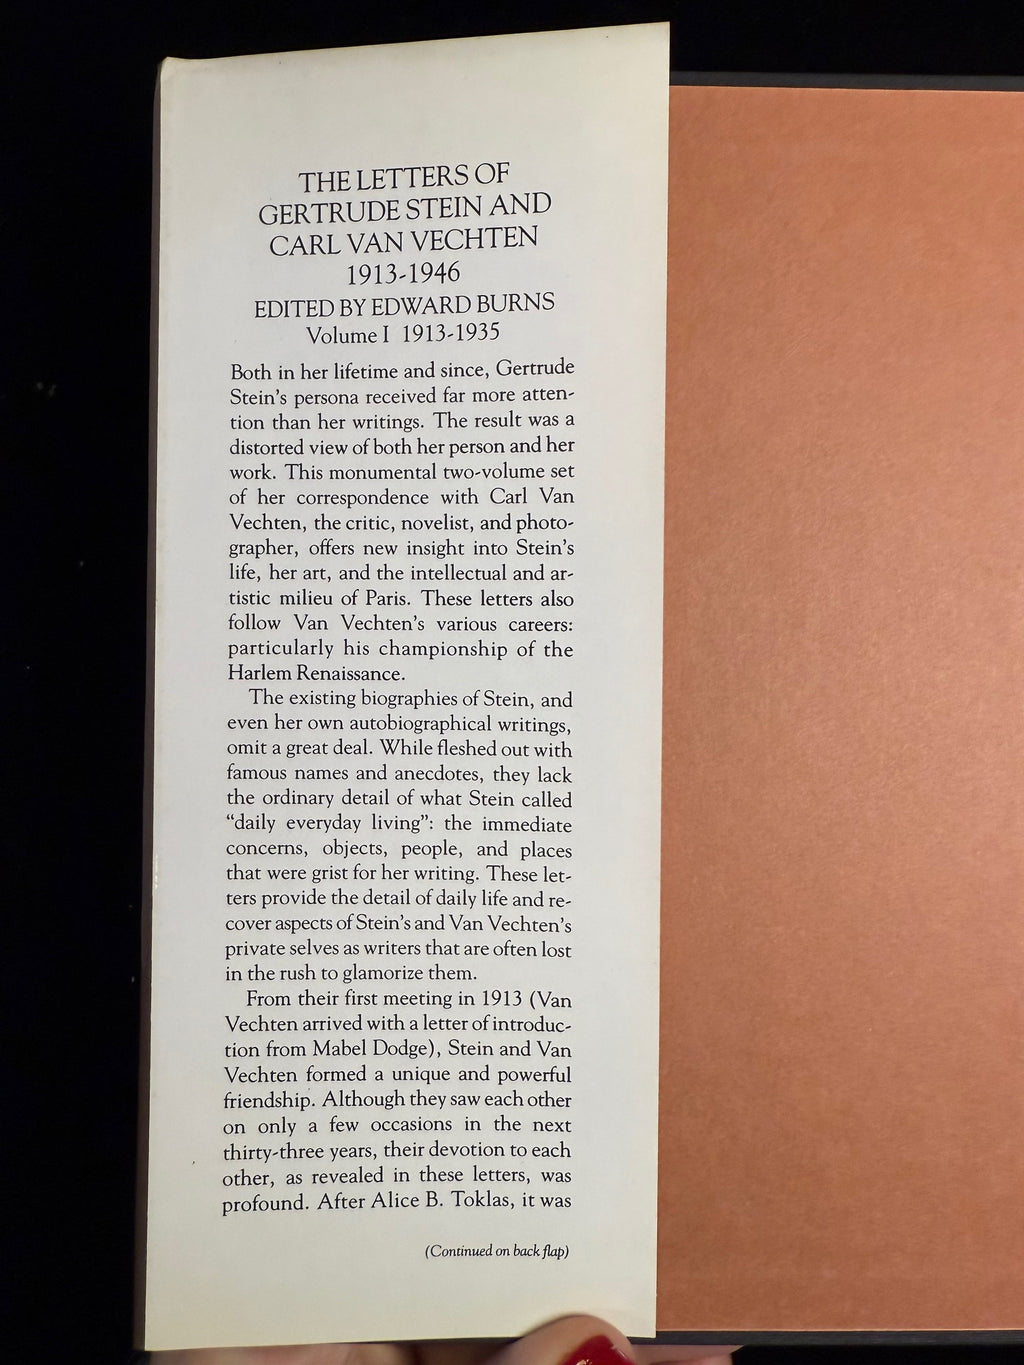 THE LETTERS OF
GERTRUDE STEIN AND
CARL VAN VECHTEN
1913-1946
EDITED BY EDWARD BURNS
Volume I 1913-1935
Both in her lifetime and since, Gertrude
Stein's persona received far more atten-
tion than her writings. The result was a
distorted view of both her person and her
work. This monumental two-volume set
of her correspondence with Carl Van
Vechten, the critic, novelist, and photo-
grapher, offers new insight into Stein's
life, her art, and the intellectual and ar-
tistic milieu of Paris. These letters also
follow Van Vechten's various careers:
particularly his championship of the
Harlem Renaissance.
The existing biographies of Stein, and
even her own autobiographical writings,
omit a great deal. While fleshed out with
famous names and anecdotes, they lack
the ordinary detail of what Stein called
"daily everyday living": the immediate
concerns, objects, people, and places
that were grist for her writing. These let-
ters provide the detail of daily life and re-
cover aspects of Stein's and Van Vechten's
private selves as writers that are often lost
in the rush to glamorize them.
From their first meeting in 1913 (Van
Vechten arrived with a letter of introduc-
tion from Mabel Dodge), Stein and Van
Vechten formed a unique and powerful
friendship. Although they saw each other
on only a few occasions in the next
thirty-three years, their devotion to each
other, as revealed in these letters, was
profound. After Alice B. Toklas, it was
(Continued on back flap)